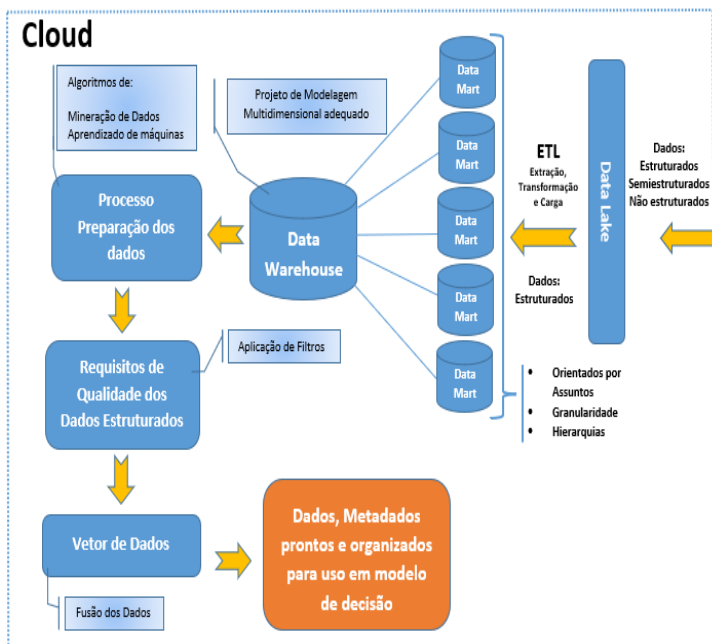 Cloud
Algoritmos de:
Mineração de Dados
Aprendizado de máquinas
Projeto de Modelagem
Multidimensional adequado
Processo
Preparação dos
dados
Data
Warehouse
Data
Mart
Data
Mart
Data
Mart
Data
Mart
Data
Mart
ETL
Extração,
Transformação
e Carga
Dados:
Estruturados
Data Lake
Dados:
Estruturados
Semiestruturados
Não estruturados
• Orientados por
Assuntos
• Granularidade
• Hierarquias
Requisitos de
Qualidade dos
Dados Estruturados
Aplicação de Filtros
Vetor de Dados
Fusão dos Dados
Dados, Metadados
prontos e organizados
para uso em modelo
de decisão